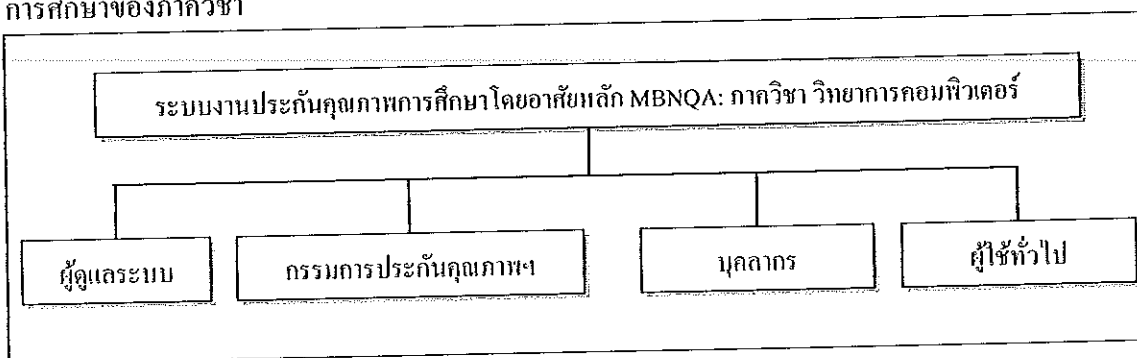 การศึกษาของภาควิชา
ระบบงานประกันคุณภาพการศึกษาโดยอาศัยหลัก MBNQA: ภาควิชา วิทยาการคอมพิวเตอร์
ผู้ดูแลระบบ
กรรมการประกันคุณภาพฯ
บุคลากร
ผู้ใช้ทั่วไป